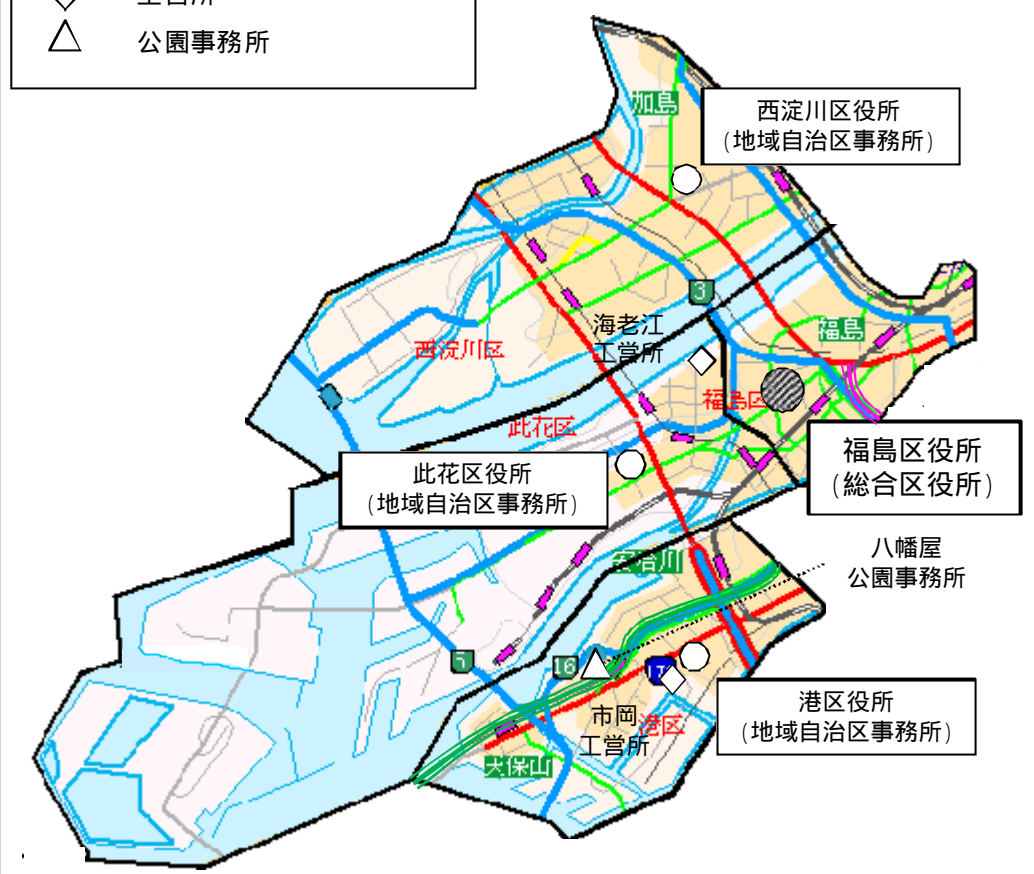 工営所
公園事務所
加島
西淀川区役所
(地域自治区事務所)
3
海老江
工営所
福島
西淀川区
福島区
此花区
福島区役所
(総合区役所)
此花区役所
(地域自治区事務所)
安治川
八幡屋
公園事務所
5
16
市岡
工営所
港区
港区役所
(地域自治区事務所)
天保山